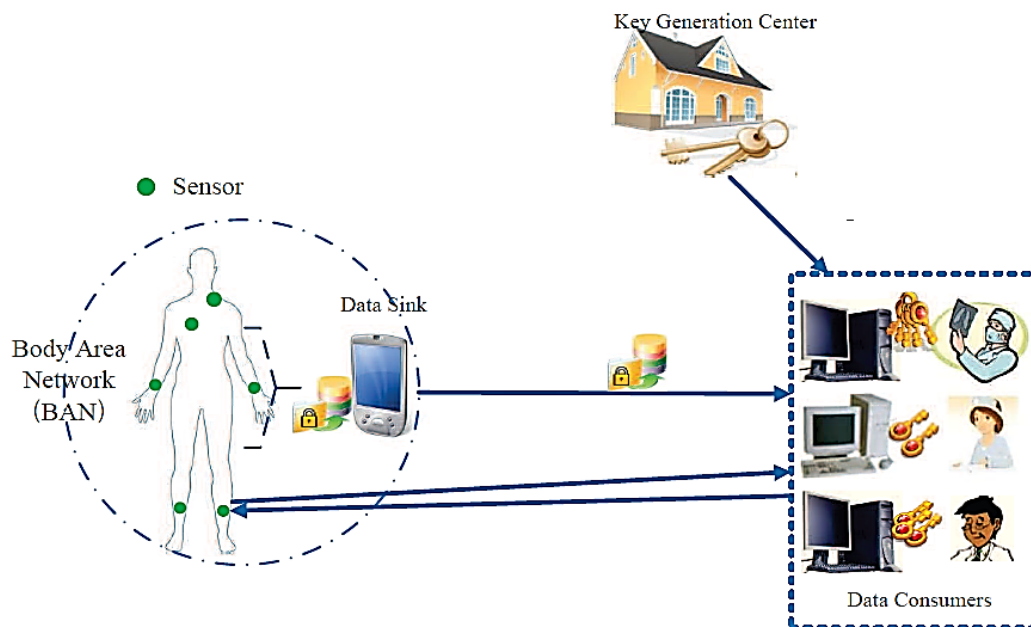 Key Generation Center
Sensor
Data Sink
Body Area
Network
(BAN)
Data Consumers